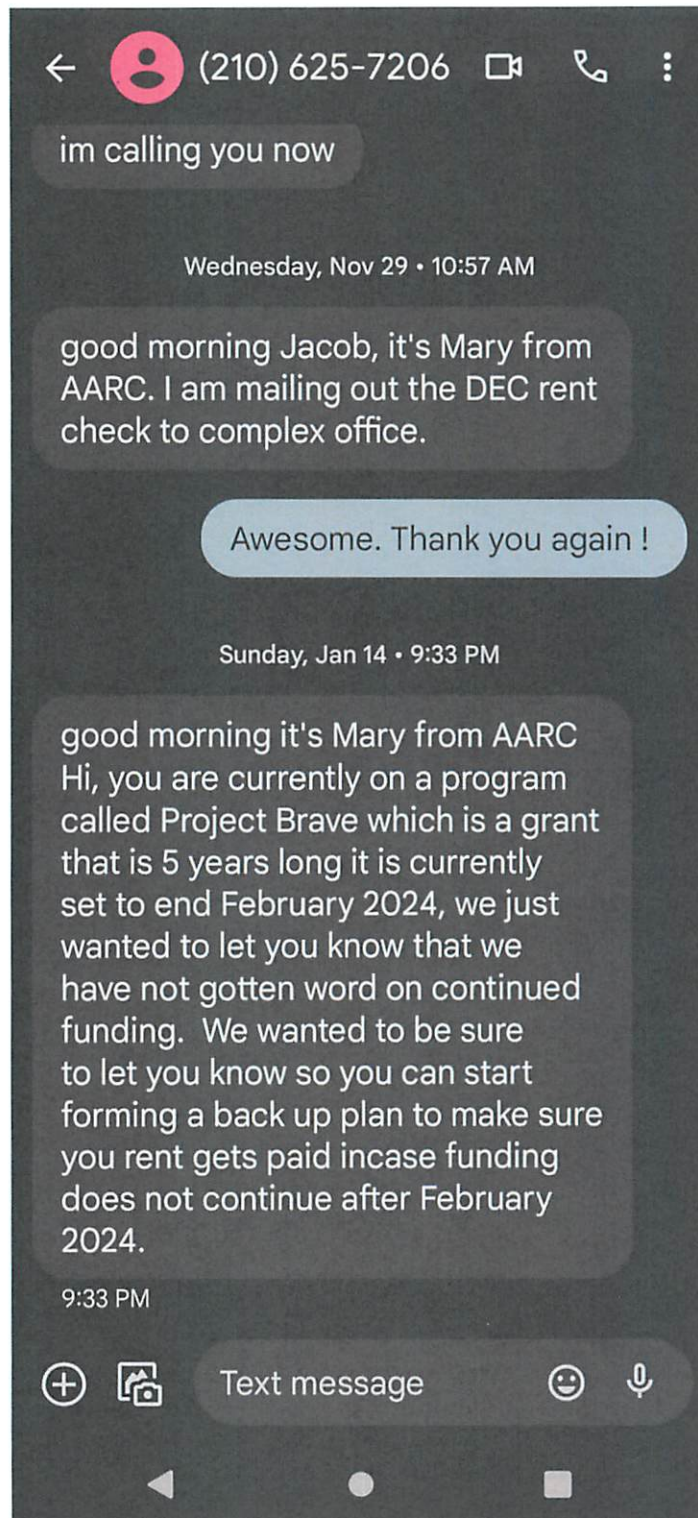 (210) 625-7206
im calling you now
Wednesday, Nov 29 • 10:57 AM
good morning Jacob, it's Mary from
AARC. I am mailing out the DEC rent
check to complex office.
Awesome. Thank you again !
Sunday, Jan 14 • 9:33 PM
good morning it's Mary from AARC
Hi, you are currently on a program
called Project Brave which is a grant
that is 5 years long it is currently
set to end February 2024, we just
wanted to let you know that we
have not gotten word on continued
funding.  We wanted to be sure
to let you know so you can start
forming a back up plan to make sure
you rent gets paid incase funding
does not continue after February
2024.
9:33 PM
Text message